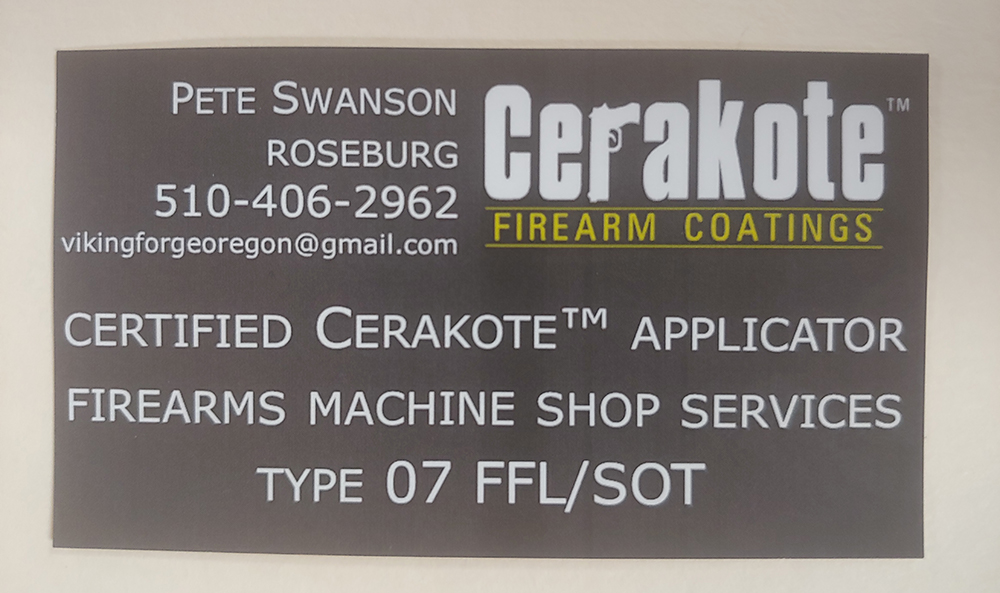 PETE SWANSON
ROSEBURG
510-406-2962
vikingforgeoregon@gmail.com
Cerakote™
FIREARM COATINGS
CERTIFIED CERAKOTE™ APPLICATOR
FIREARMS MACHINE SHOP SERVICES
TYPE 07 FFL/SOT